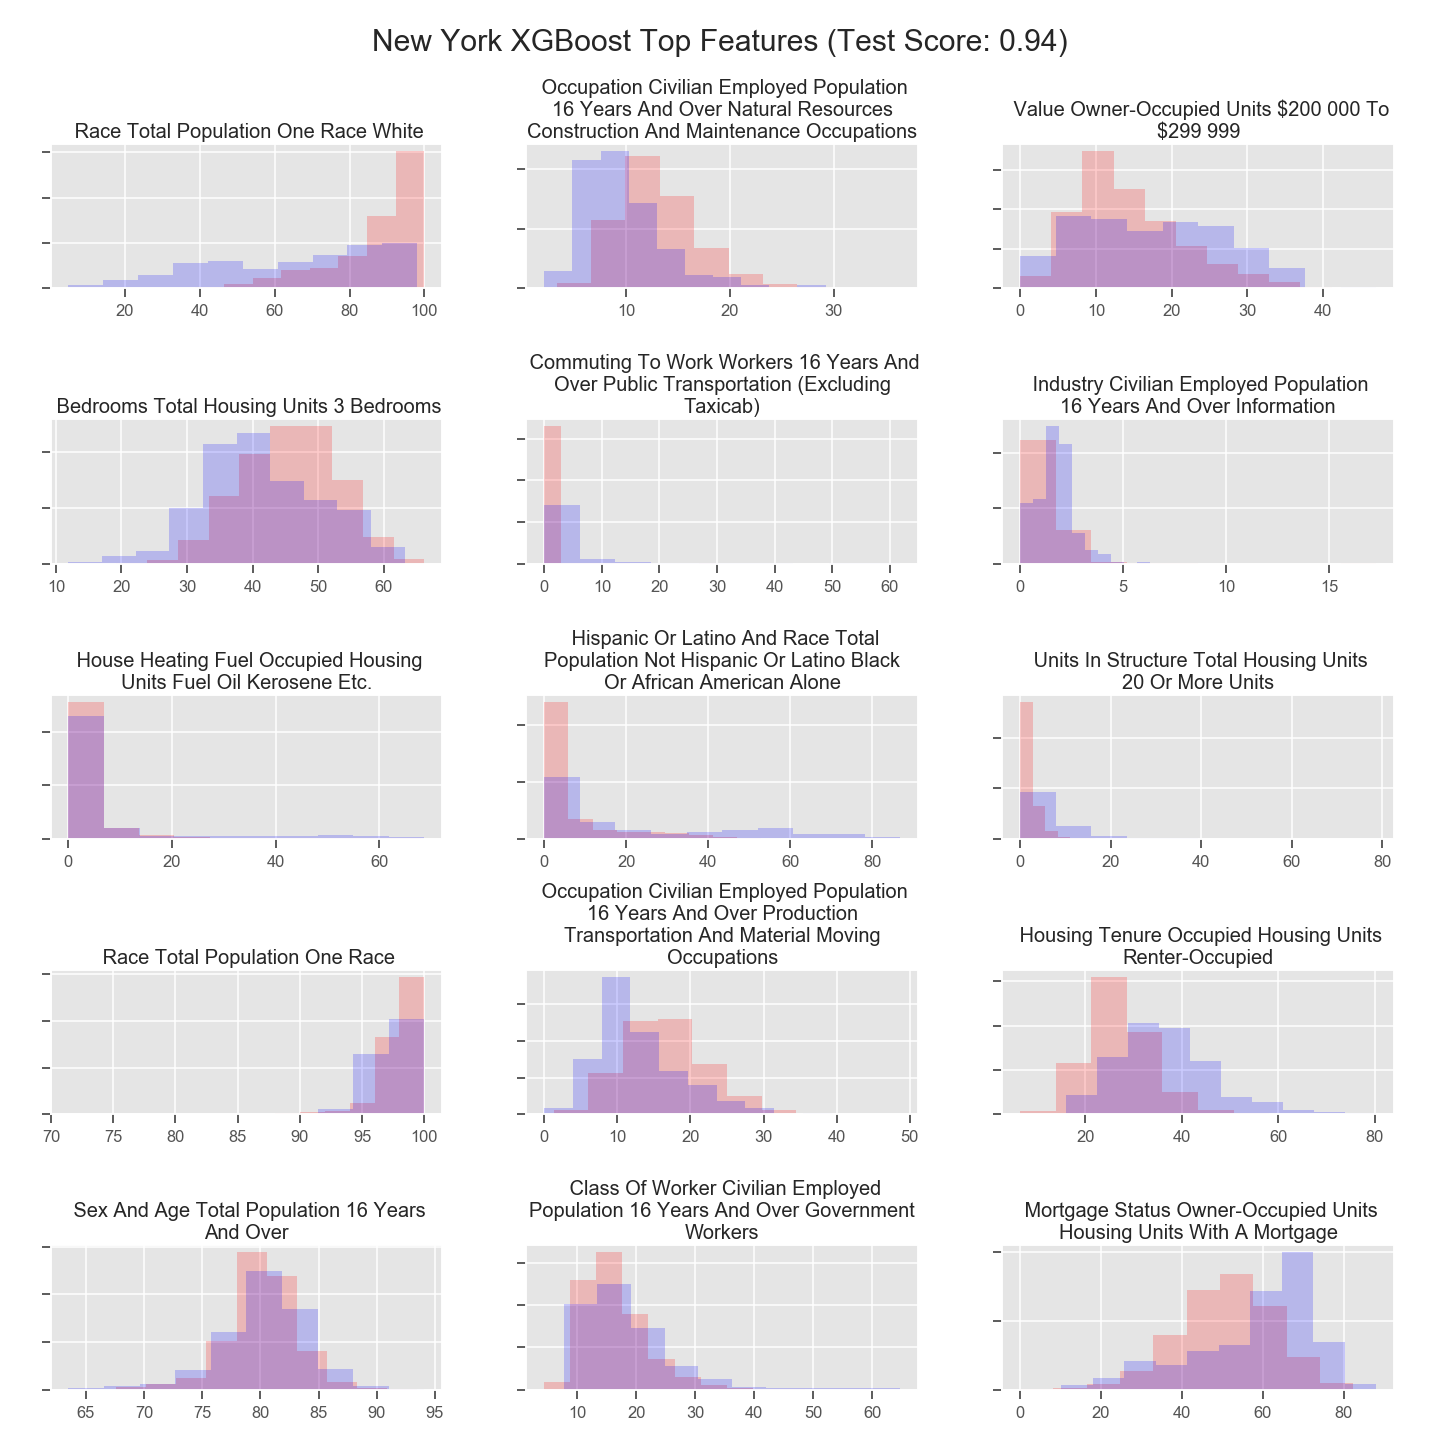 New York XGBoost Top Features (Test Score: 0.94)
Race Total Population One Race White
20 40 60 80 100
Occupation Civilian Employed Population
16 Years And Over Natural Resources
Construction And Maintenance Occupations
10 20 30
Value Owner-Occupied Units $200 000 To
$299 999
0 10 20 30 40
Bedrooms Total Housing Units 3 Bedrooms
10 20 30 40 50 60
Commuting To Work Workers 16 Years And
Over Public Transportation (Excluding
Taxicab)
0 10 20 30 40 50 60
Industry Civilian Employed Population
16 Years And Over Information
0 5 10 15
House Heating Fuel Occupied Housing
Units Fuel Oil Kerosene Etc.
0 20 40 60
Hispanic Or Latino And Race Total
Population Not Hispanic Or Latino Black
Or African American Alone
0 20 40 60 80
Units In Structure Total Housing Units
20 Or More Units
0 20 40 60 80
Race Total Population One Race
70 75 80 85 90 95 100
Occupation Civilian Employed Population
16 Years And Over Production
Transportation And Material Moving
Occupations
0 10 20 30 40 50
Housing Tenure Occupied Housing Units
Renter-Occupied
20 40 60 80
Sex And Age Total Population 16 Years
And Over
65 70 75 80 85 90 95
Class Of Worker Civilian Employed
Population 16 Years And Over Government
Workers
10 20 30 40 50 60
Mortgage Status Owner-Occupied Units
Housing Units With A Mortgage
0 20 40 60 80